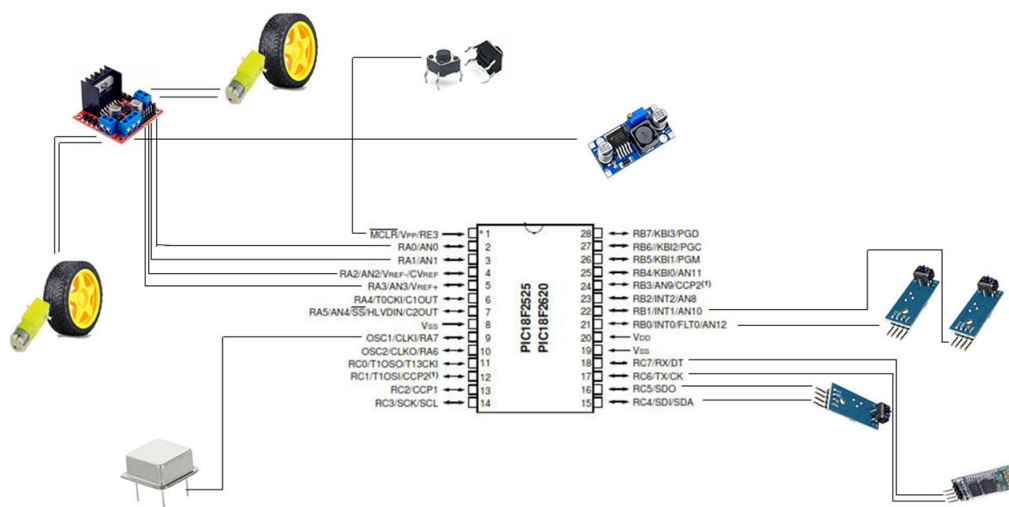 MCLR/VPP/RE3
RA0/AN0
RA1/AN1
RA2/AN2/VREF-/CVREF
RA3/AN3/VREF+
RA4/T0CKI/C1OUT
RA5/AN4/SS/HLVDIN/C2OUT
VSS
OSC1/CLKI/RA7
OSC2/CLKO/RA6
RC0/T1OSO/T13CKI
RC1/T1OSI/CCP2(1)
RC2/CCP1
RC3/SCK/SCL
1
2
3
4
5
6
7
8
9
10
11
12
13
14
PIC18F2525
PIC18F2620
28
27
26
25
24
23
22
21
20
19
18
17
16
15
RB7/KBI3/PGD
RB6//KBI2/PGC
RB5/KBI1/PGM
RB4/KBI0/AN11
RB3/AN9/CCP2(1)
RB2/INT2/AN8
RB1/INT1/AN10
RB0/INT0/FLT0/AN12
VDD
VSS
RC7/RX/DT
RC6/TX/CK
RC5/SDO
RC4/SDI/SDA